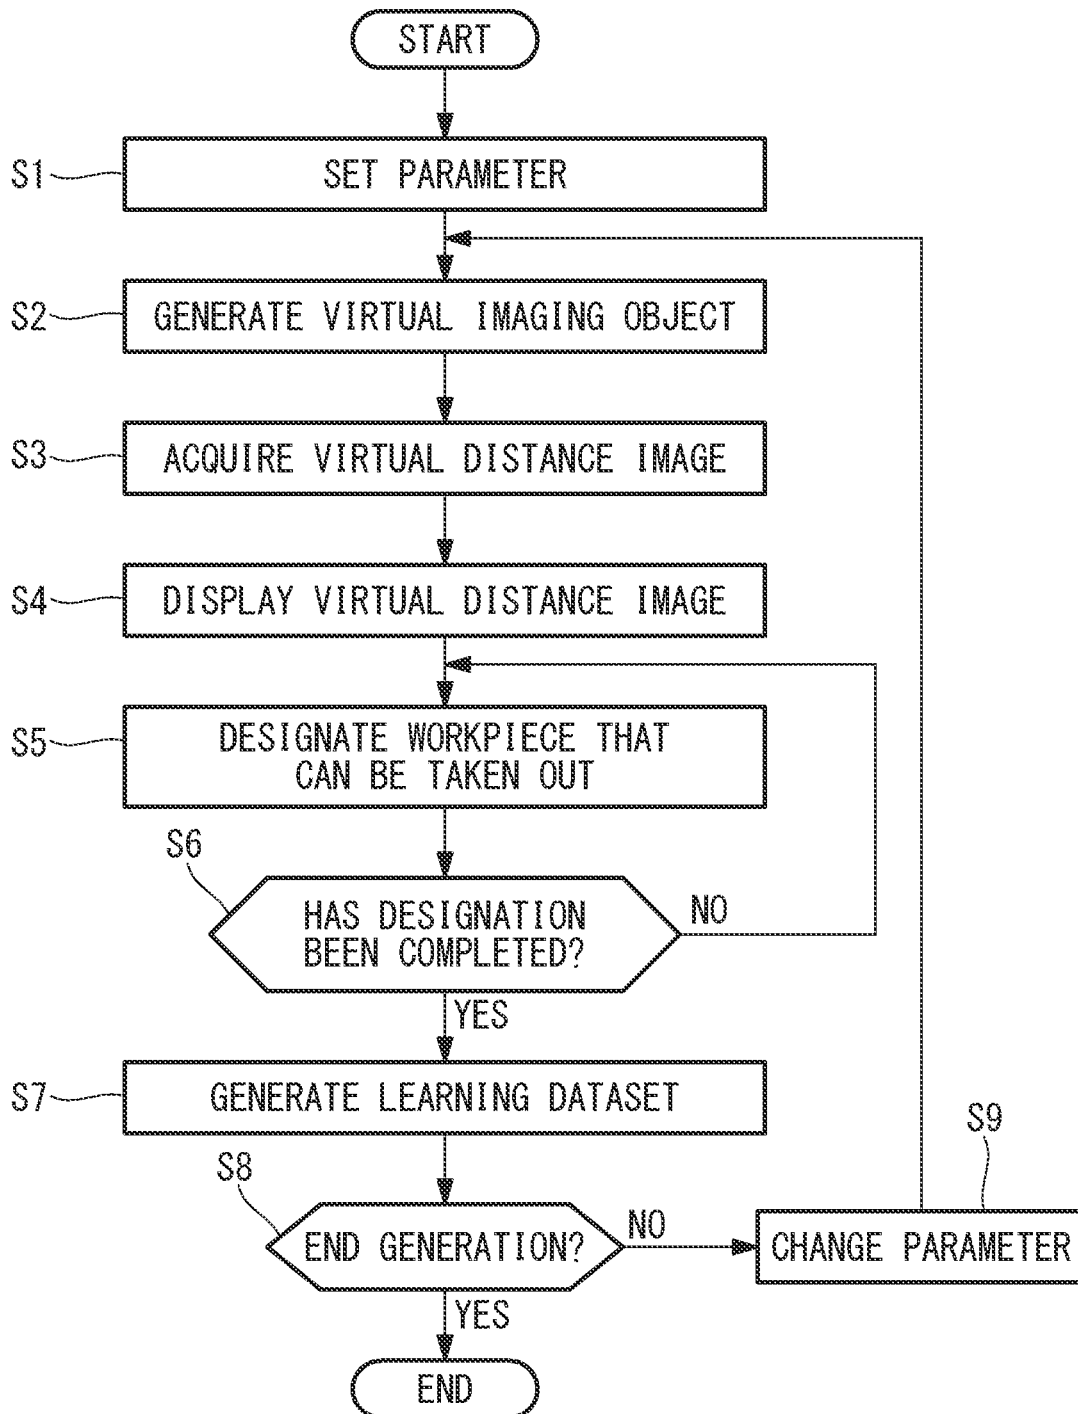 START
S1
SET PARAMETER
S2
GENERATE VIRTUAL IMAGING OBJECT
S3
ACQUIRE VIRTUAL DISTANCE IMAGE
S4
DISPLAY VIRTUAL DISTANCE IMAGE
S5
DESIGNATE WORKPIECE THAT
CAN BE TAKEN OUT
S6
HAS DESIGNATION
BEEN COMPLETED?
NO
YES
S7
GENERATE LEARNING DATASET
S8
END GENERATION?
NO
S9
CHANGE PARAMETER
YES
END